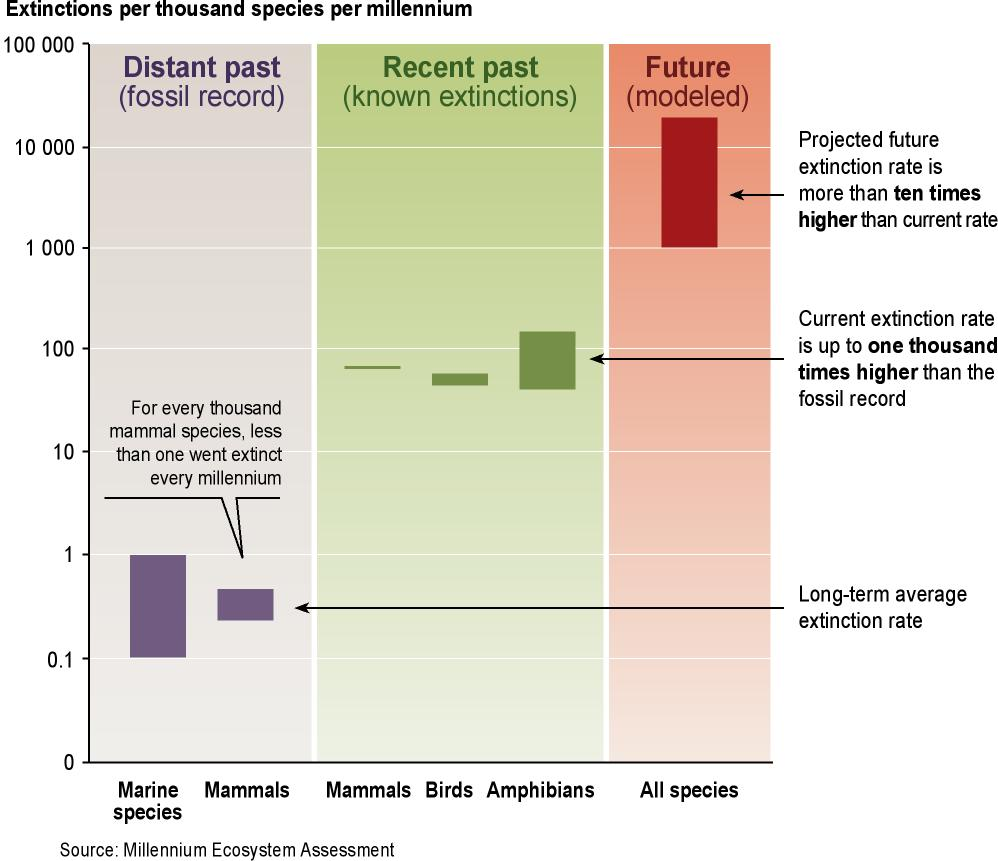 Extinctions per thousand species per millennium
100 000
10 000
1 000
100
10
1
0.1
0
Distant past
(fossil record)
Recent past
(known extinctions)
Future
(modeled)
For every thousand
mammal species, less
than one went extinct
every millennium
Projected future
extinction rate is
more than ten times
higher than current rate
Current extinction rate
is up to one thousand
times higher than the
fossil record
Long-term average
extinction rate
Marine
species
Mammals
Mammals
Birds
Amphibians
All species
Source: Millennium Ecosystem Assessment